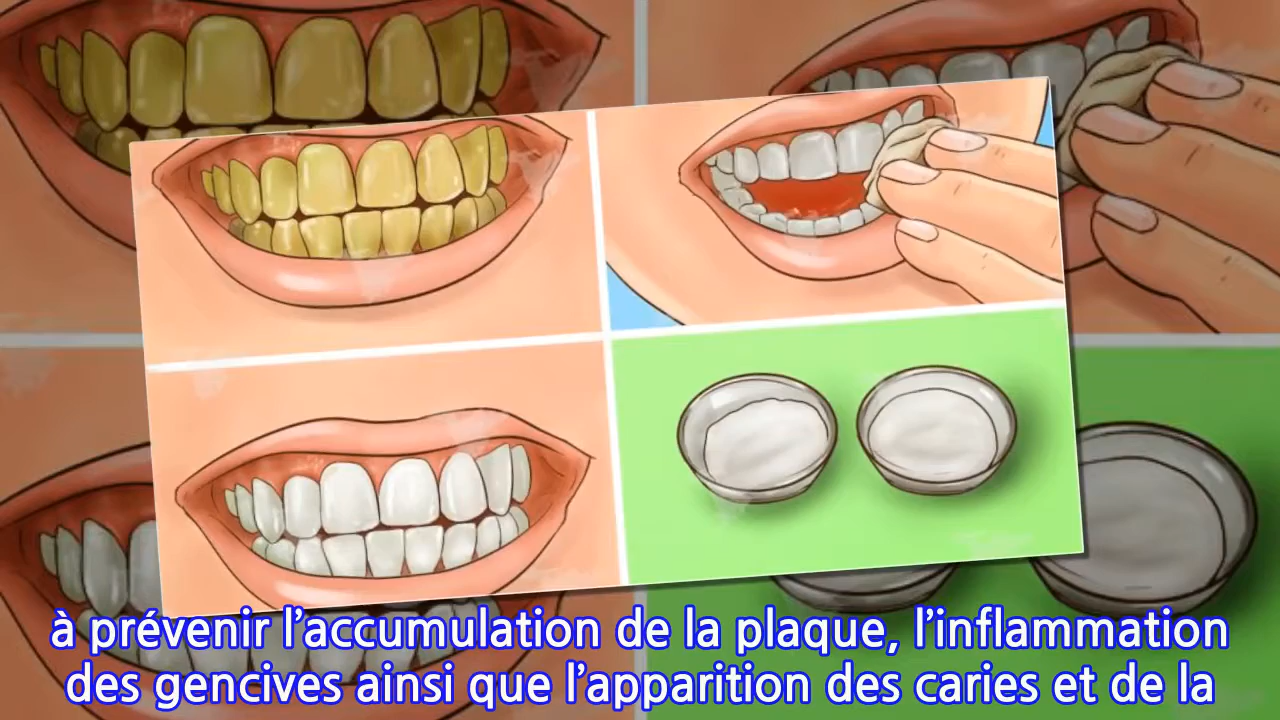 à prévenir l’accumulation de la plaque, l’inflammation
des gencives ainsi que l’apparition des caries et de la